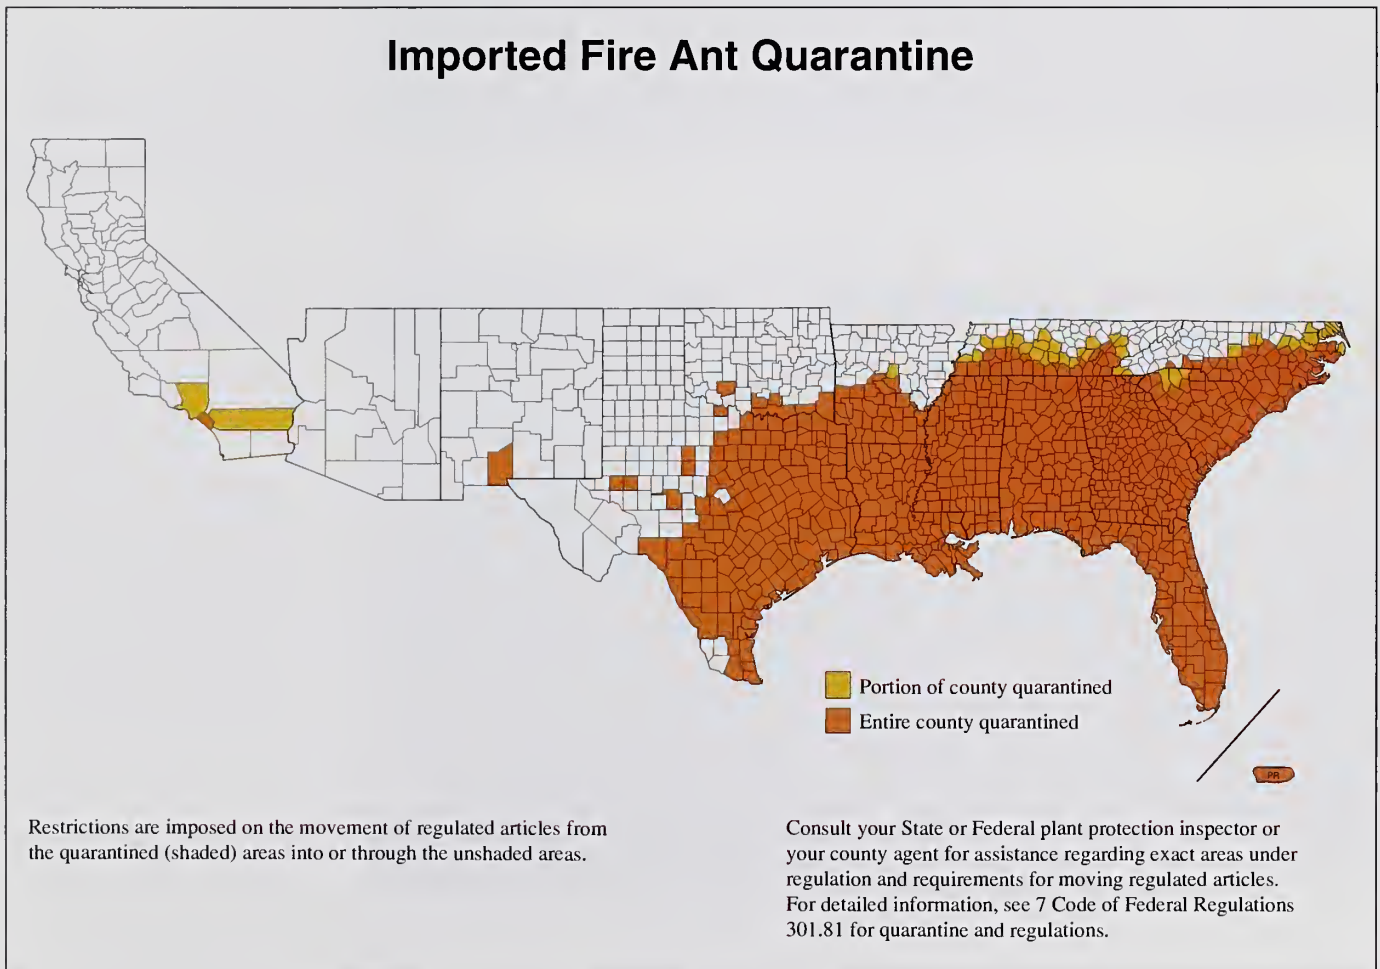 Imported Fire Ant Quarantine
Portion of county quarantined
Entire county quarantined
PR
Restrictions are imposed on the movement of regulated articles from
the quarantined (shaded) areas into or through the unshaded areas.
Consult your State or Federal plant protection inspector or
your county agent for assistance regarding exact areas under
regulation and requirements for moving regulated articles.
For detailed information, see 7 Code of Federal Regulations
301.81 for quarantine and regulations.